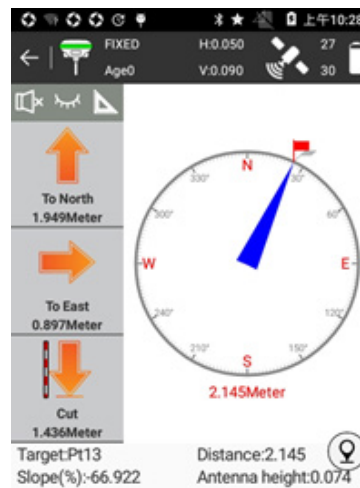 上午10:28
FIXED H:0.050 27
Age0 V:0.090 30
To North
1.949Meter
To East
0.897Meter
Cut
1.436Meter
N
30°
60°
E
120°
150°
S
210°
240°
W
300°
330°
2.145Meter
Target:Pt13 Distance:2.145
Slope(%):-66.922 Antenna height:0.074